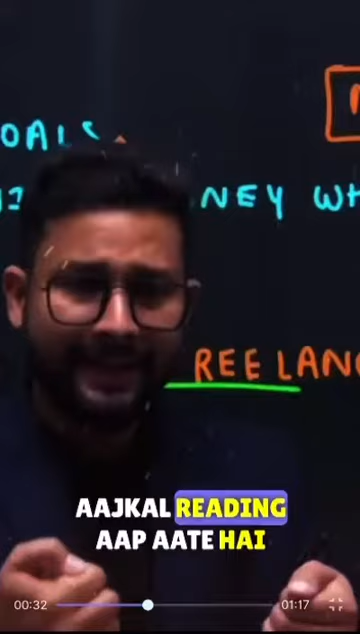 OALS
NEY WH
REELANC
AAJKAL READING
AAP AATE HAI
00:32
01:17